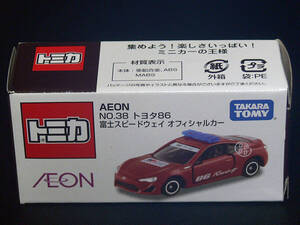 トミカ
集めよう！楽しさいっぱい！
ミニカーの王様
材質表示
本体：亜鉛合金、ABS
MABS
紙
外箱
プラ
袋：PE
トミカ
AEON
AEON
NO.38 トヨタ86
富士スピードウェイ オフィシャルカー
TAKARA
TOMY
86